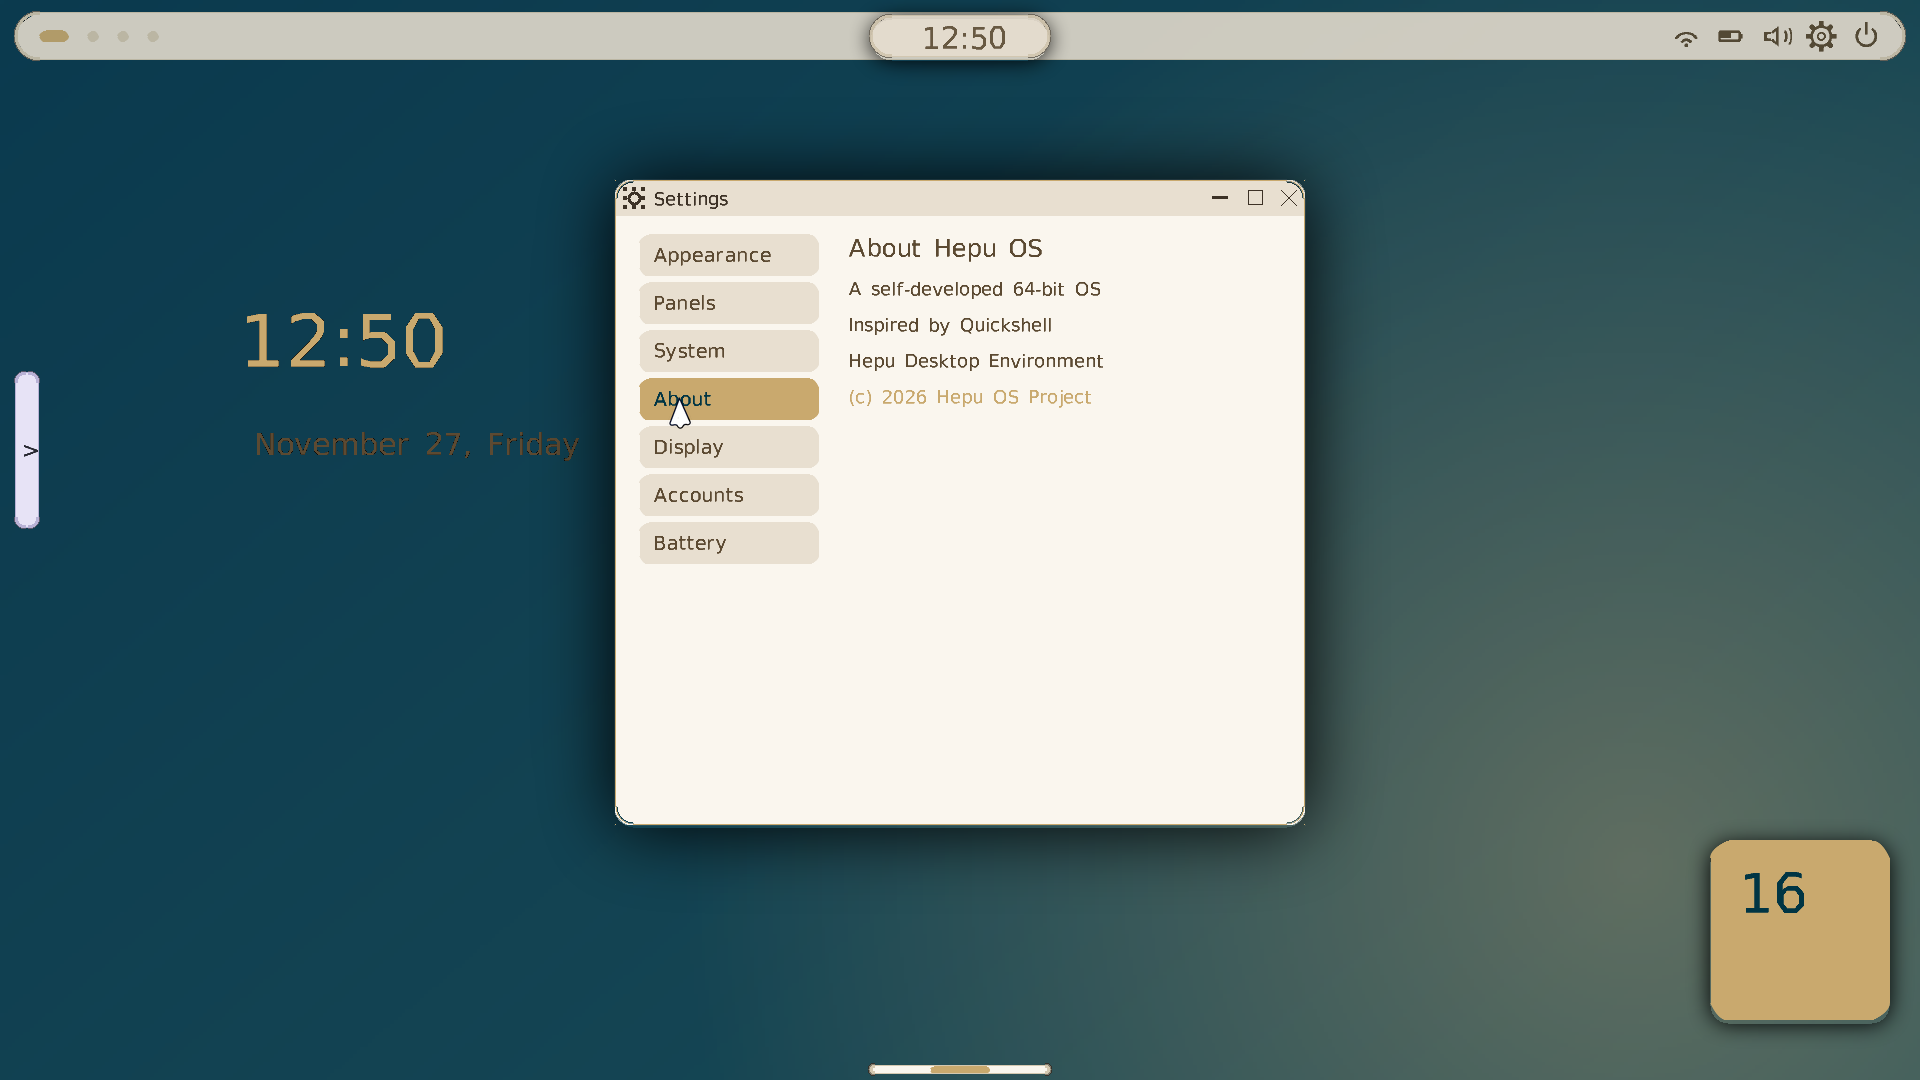 12:50
Settings
Appearance
Panels
System
About
Display
Accounts
Battery
About Hepu OS
A self-developed 64-bit OS
Inspired by Quickshell
Hepu Desktop Environment
(c) 2026 Hepu OS Project
12:50
November 27, Friday
>
16